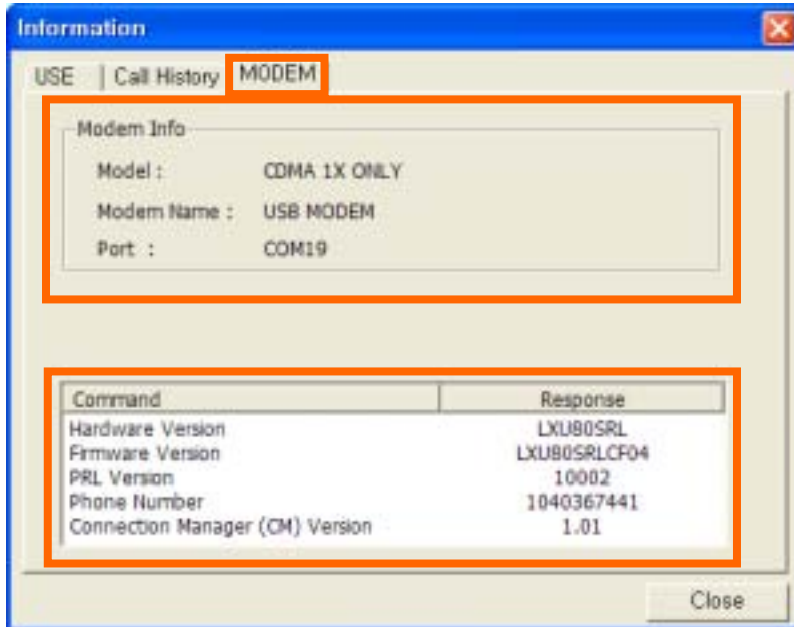 Information
USE | Call History MODEM
Modem Info
Model : CDMA 1X ONLY
Modem Name : USB MODEM
Port : COM19
Command Response
Hardware Version LXU80SRL
Firmware Version LXU80SRLCF04
PRL Version 10002
Phone Number 1040367441
Connection Manager (CM) Version 1.01
Close